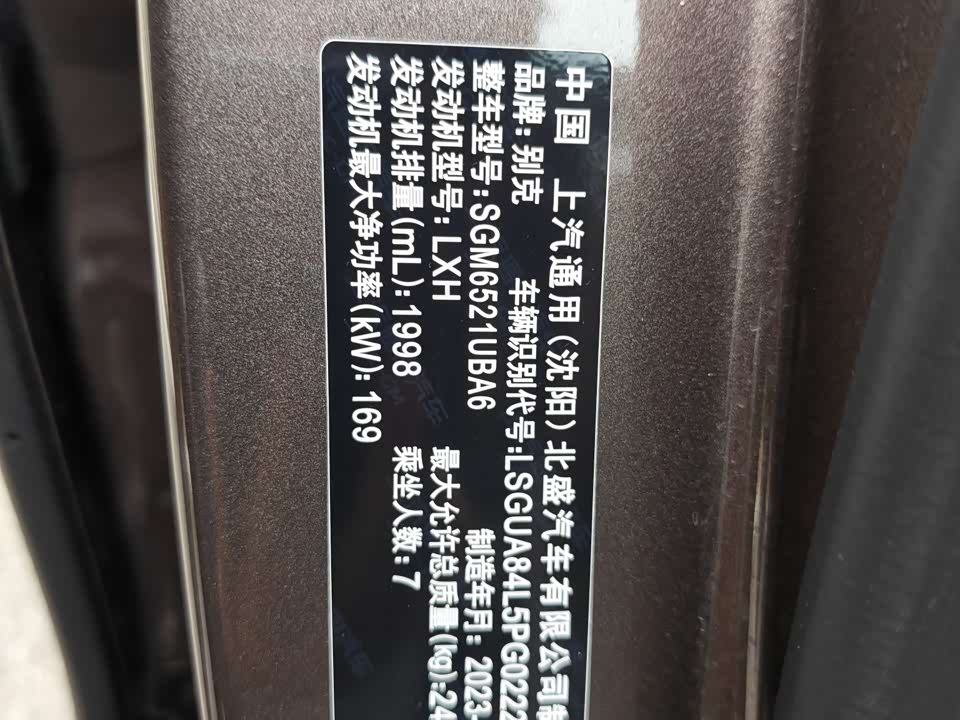 中国 上汽通用(沈阳)北盛汽车有限公司制
品牌:别克 车辆识别代号:LSGUA84L5PG0222
整车型号:SGM6521UBA6 制造年月: 2023-
发动机型号:LXH 最大允许总质量(kg):24
发动机排量(mL):1998 乘坐人数:7
发动机最大净功率(kW): 169